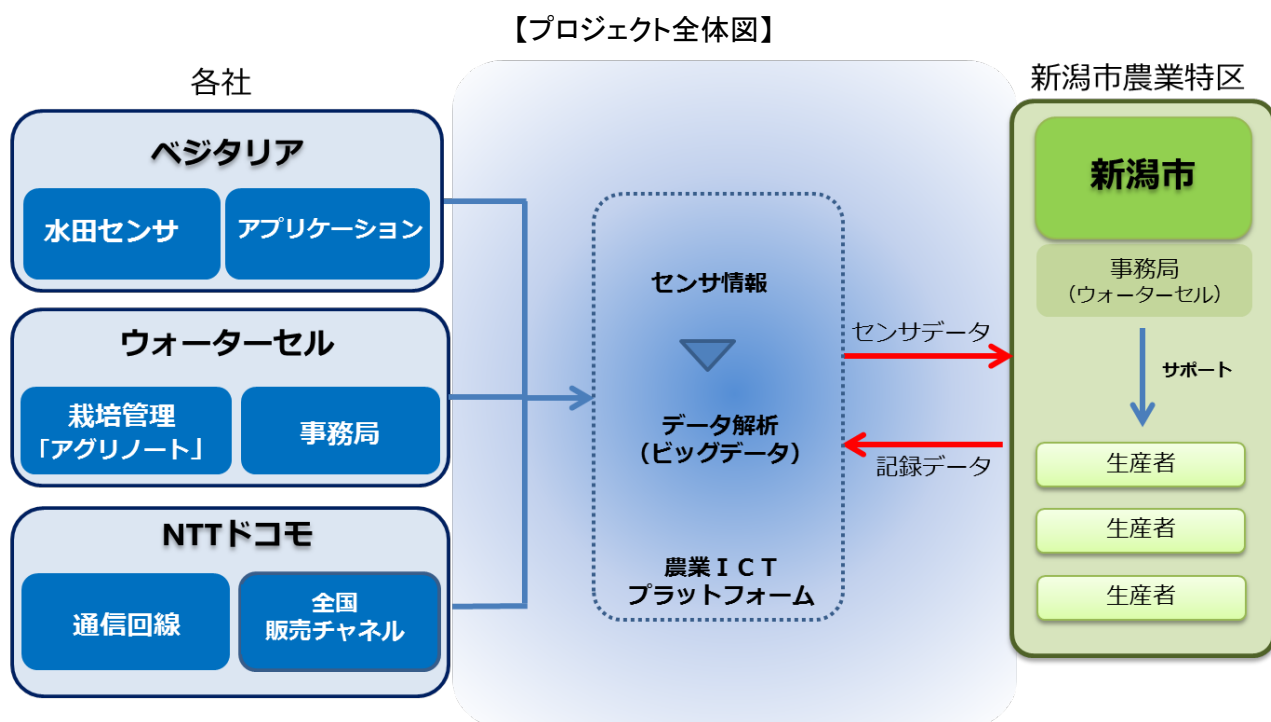 【プロジェクト全体図】
各社
ベジタリア
水田センサ
アプリケーション
ウォーターセル
栽培管理
「アグリノート」
事務局
NTTドコモ
通信回線
全国
販売チャネル
センサ情報
データ解析
(ビッグデータ)
農業ICT
プラットフォーム
センサデータ
記録データ
新潟市農業特区
新潟市
事務局
(ウォーターセル)
サポート
生産者
生産者
生産者